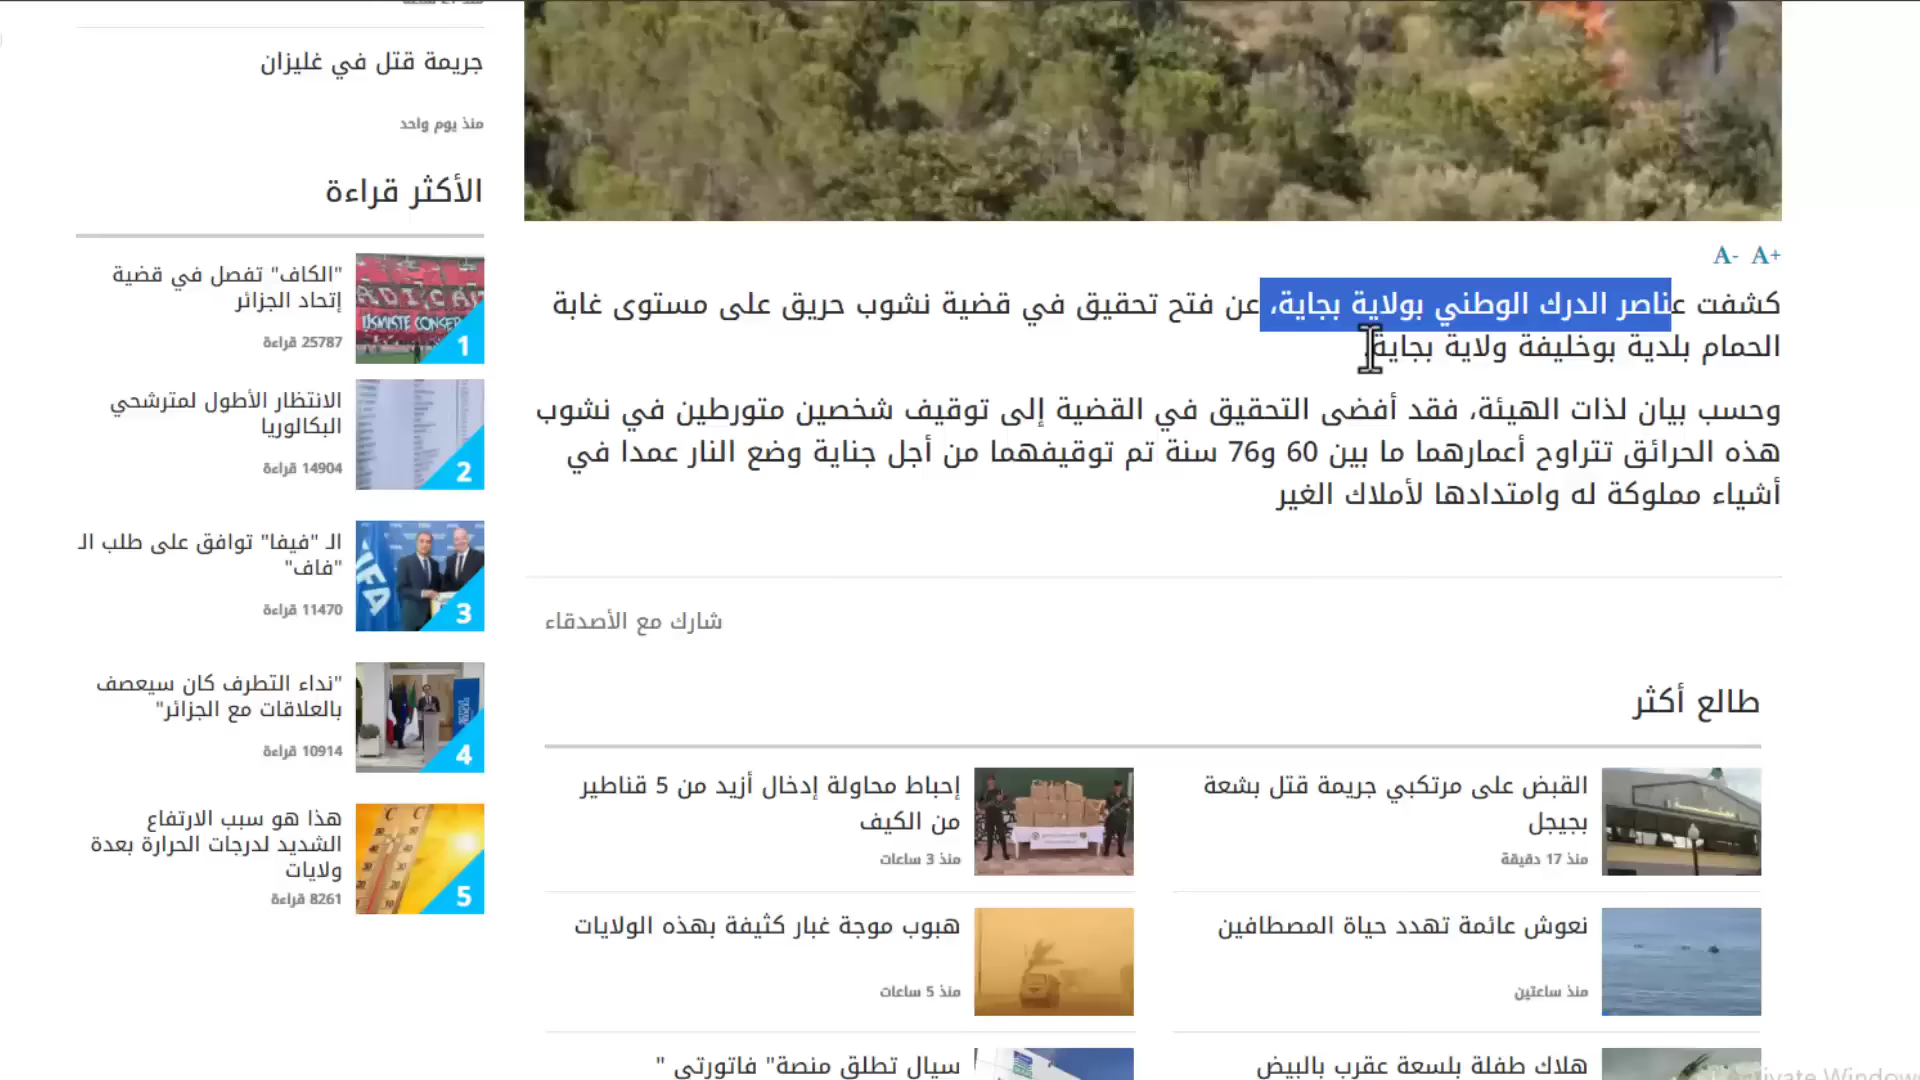 A- A+
كشفت عناصر الدرك الوطني بولاية بجاية، عن فتح تحقيق في قضية نشوب حريق على مستوى غابة
الحمام بلدية بوخليفة ولاية بجاية.
وحسب بيان لذات الهيئة، فقد أفضى التحقيق في القضية إلى توقيف شخصين متورطين في نشوب
هذه الحرائق تتراوح أعمارهما ما بين 60 و76 سنة تم توقيفهما من أجل جناية وضع النار عمدا في
أشياء مملوكة له وامتدادها لأملاك الغير
شارك مع الأصدقاء
طالع أكثر
القبض على مرتكبي جريمة قتل بشعة
بجيجل
منذ 17 دقيقة
إحباط محاولة إدخال أزيد من 5 قناطير
من الكيف
منذ 3 ساعات
نعوش عائمة تهدد حياة المصطافين
منذ ساعتين
هبوب موجة غبار كثيفة بهذه الولايات
منذ 5 ساعات
هلاك طفلة بلسعة عقرب بالبيض
سيال تطلق منصة" فاتورتي "
جريمة قتل في غليزان
منذ يوم واحد
الأكثر قراءة
"الكاف" تفصل في قضية
إتحاد الجزائر
25787 قراءة
1
الانتظار الأطول لمترشحي
البكالوريا
14904 قراءة
2
الـ "فيفا" توافق على طلب الـ
"فاف"
11470 قراءة
3
"نداء التطرف كان سيعصف
بالعلاقات مع الجزائر"
10914 قراءة
4
هذا هو سبب الارتفاع
الشديد لدرجات الحرارة بعدة
ولايات
8261 قراءة
5